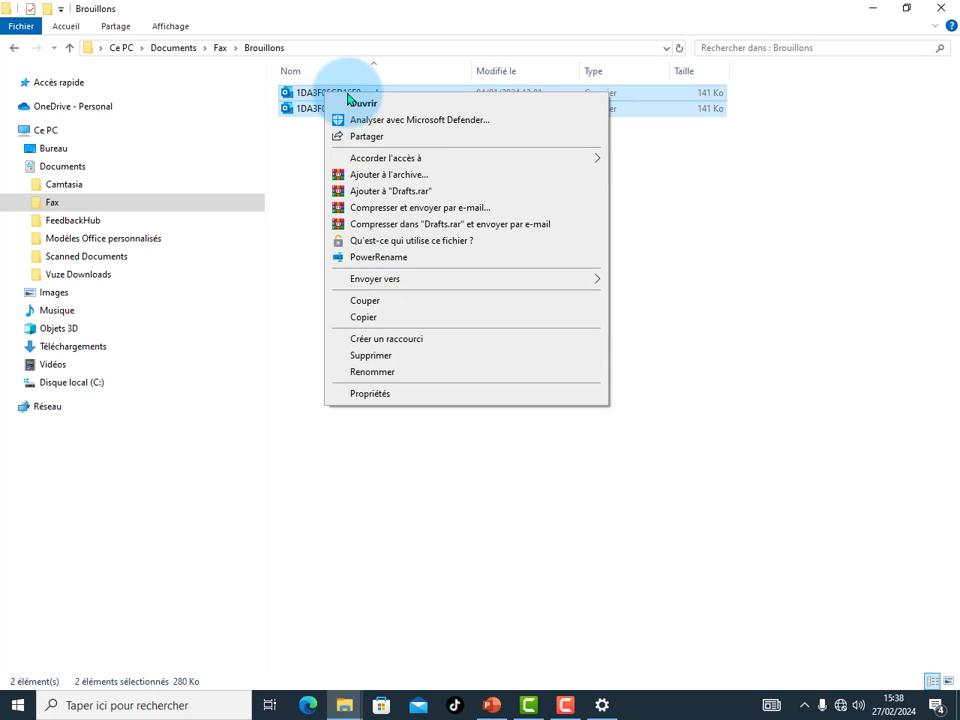 Brouillons
Fichier Accueil Partage Affichage
Ce PC Documents Fax Brouillons
Rechercher dans : Brouillons
Nom Modifié le Type Taille
141 Ko
141 Ko
Accès rapide
OneDrive - Personal
Ce PC
Bureau
Documents
Camtasia
Fax
FeedbackHub
Modèles Office personnalisés
Scanned Documents
Vuze Downloads
Images
Musique
Objets 3D
Téléchargements
Vidéos
Disque local (C:)
Réseau
Ouvrir
Analyser avec Microsoft Defender...
Partager
Accorder l'accès à
Ajouter à l'archive...
Ajouter à "Drafts.rar"
Compresser et envoyer par e-mail...
Compresser dans "Drafts.rar" et envoyer par e-mail
Qu'est-ce qui utilise ce fichier ?
PowerRename
Envoyer vers
Couper
Copier
Créer un raccourci
Supprimer
Renommer
Propriétés
2 élément(s) 2 éléments sélectionnés 280 Ko
Taper ici pour rechercher
15:38
27/02/2024
4